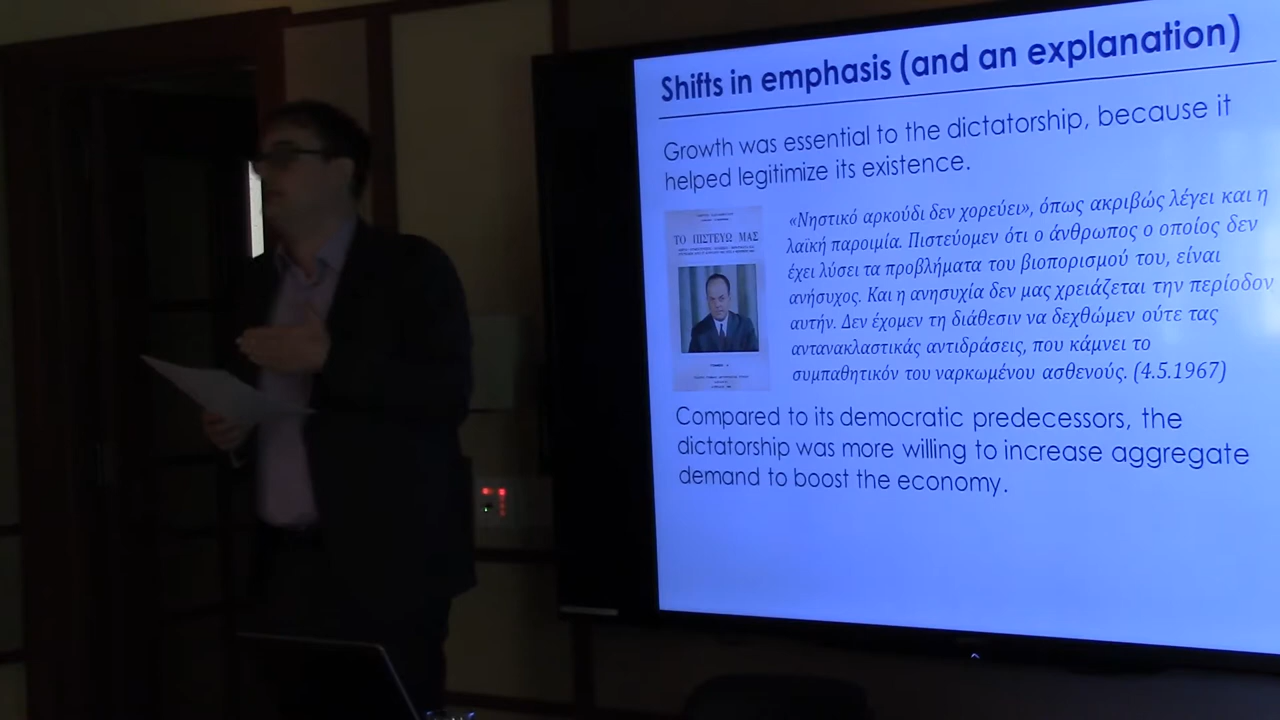 Shifts in emphasis (and an explanation)
Growth was essential to the dictatorship, because it
helped legitimize its existence.
ΤΟ ΠΙΣΤΕΥΩ ΜΑΣ
«Νηστικό αρκούδι δεν χορεύει», όπως ακριβώς λέγει και η
λαϊκή παροιμία. Πιστεύομεν ότι ο άνθρωπος ο οποίος δεν
έχει λύσει τα προβλήματα του βιοπορισμού του, είναι
ανήσυχος. Και η ανησυχία δεν μας χρειάζεται την περίοδον
αυτήν. Δεν έχομεν τη διάθεσιν να δεχθώμεν ούτε τας
αντανακλαστικάς αντιδράσεις, που κάμνει το
συμπαθητικόν του ναρκωμένου ασθενούς. (4.5.1967)
Compared to its democratic predecessors, the
dictatorship was more willing to increase aggregate
demand to boost the economy.